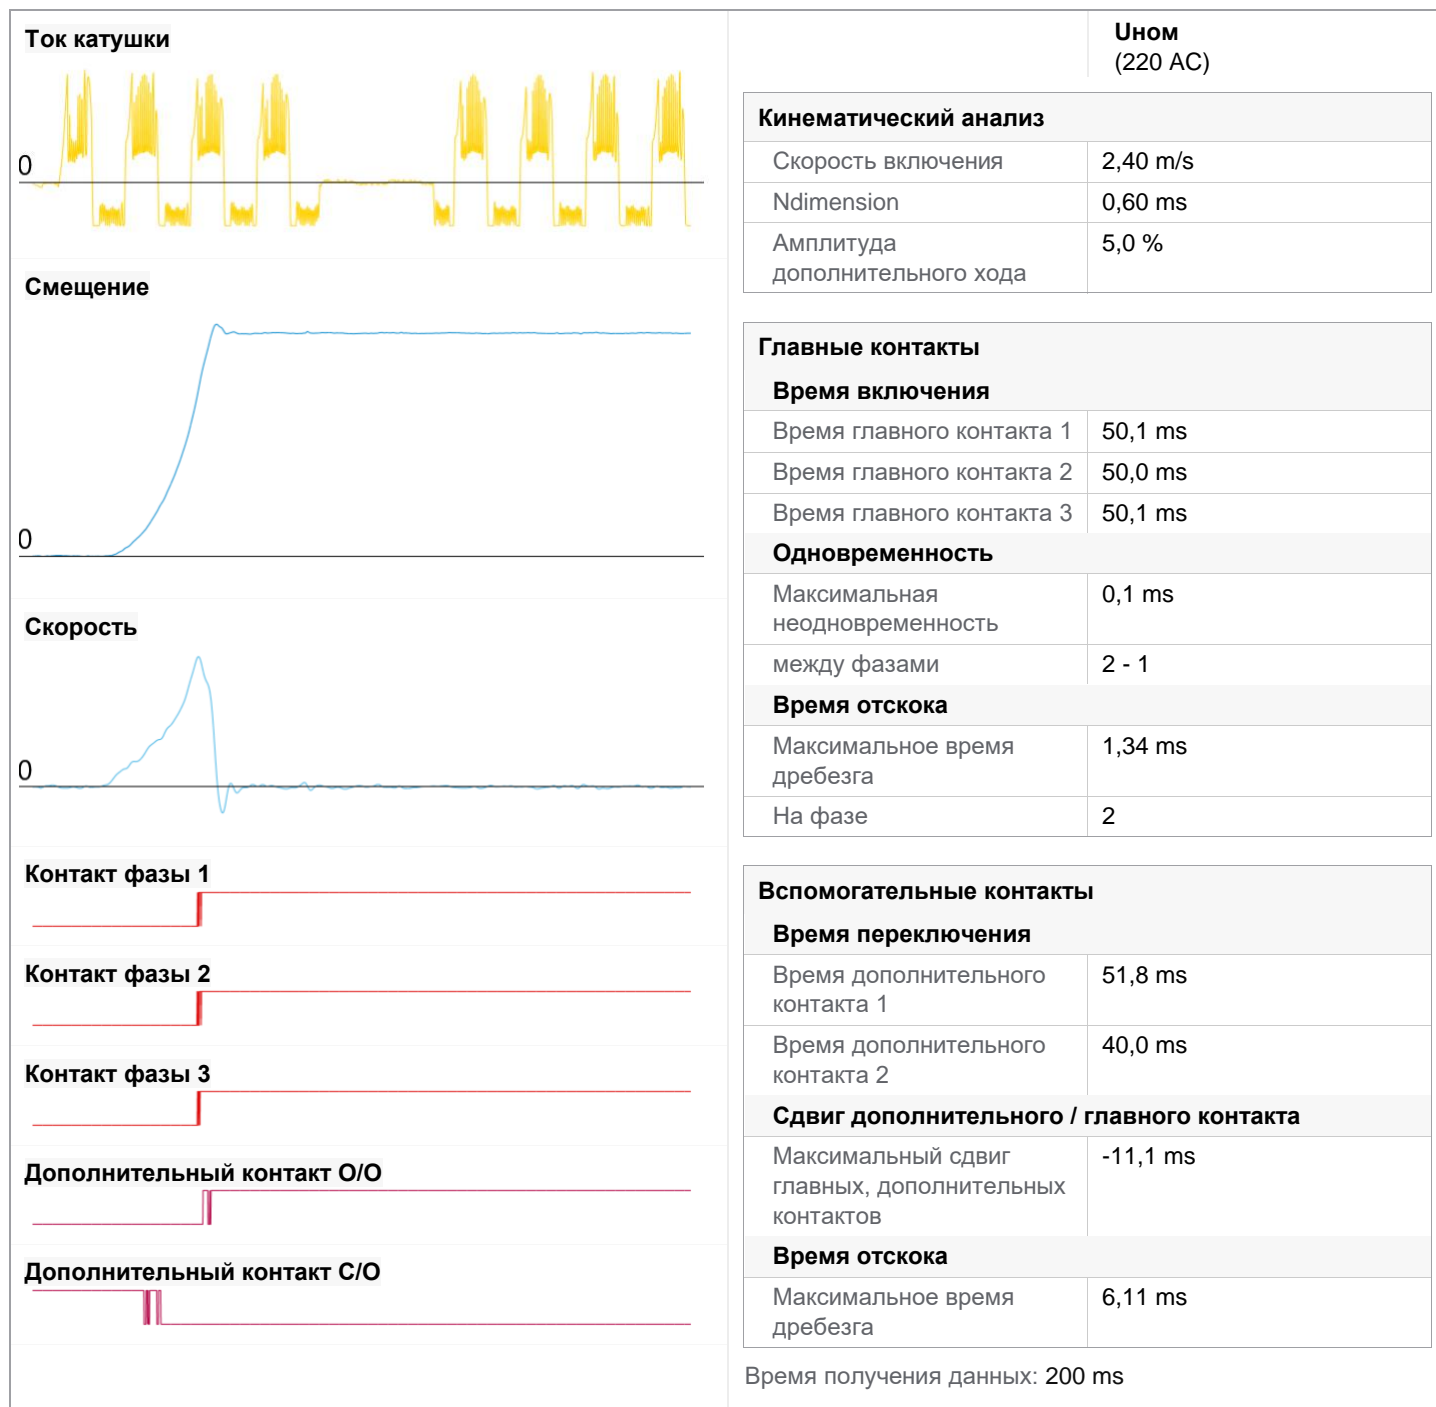 Ток катушки
0
Смещение
0
Скорость
0
Контакт фазы 1
Контакт фазы 2
Контакт фазы 3
Дополнительный контакт О/О
Дополнительный контакт С/О
Uном
(220 AC)
Кинематический анализ
Скорость включения 2,40 m/s
Ndimension 0,60 ms
Амплитуда 5,0 %
дополнительного хода
Главные контакты
Время включения
Время главного контакта 1 50,1 ms
Время главного контакта 2 50,0 ms
Время главного контакта 3 50,1 ms
Одновременность
Максимальная 0,1 ms
неодновременность
между фазами 2 - 1
Время отскока
Максимальное время 1,34 ms
дребезга
На фазе 2
Вспомогательные контакты
Время переключения
Время дополнительного 51,8 ms
контакта 1
Время дополнительного 40,0 ms
контакта 2
Сдвиг дополнительного / главного контакта
Максимальный сдвиг -11,1 ms
главных, дополнительных
контактов
Время отскока
Максимальное время 6,11 ms
дребезга
Время получения данных: 200 ms